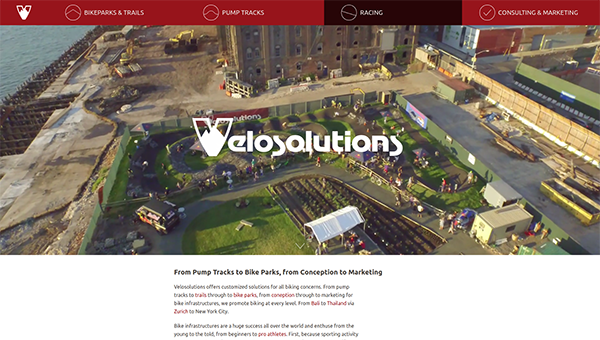 BIKEPARKS & TRAILS
PUMP TRACKS
RACING
CONSULTING & MARKETING
Velosolutions
From Pump Tracks to Bike Parks, from Conception to Marketing
Velosolutions offers customized solutions for all biking concerns. From pump
tracks to trails through to bike parks, from conception through to marketing for
bike infrastructures, we promote biking at every level. From Bali to Thailand via
Zurich to New York City.
Bike infrastructures are a huge success all over the world and enthuse from the
young to the told, from beginners to pro athletes. First, because sporting activity